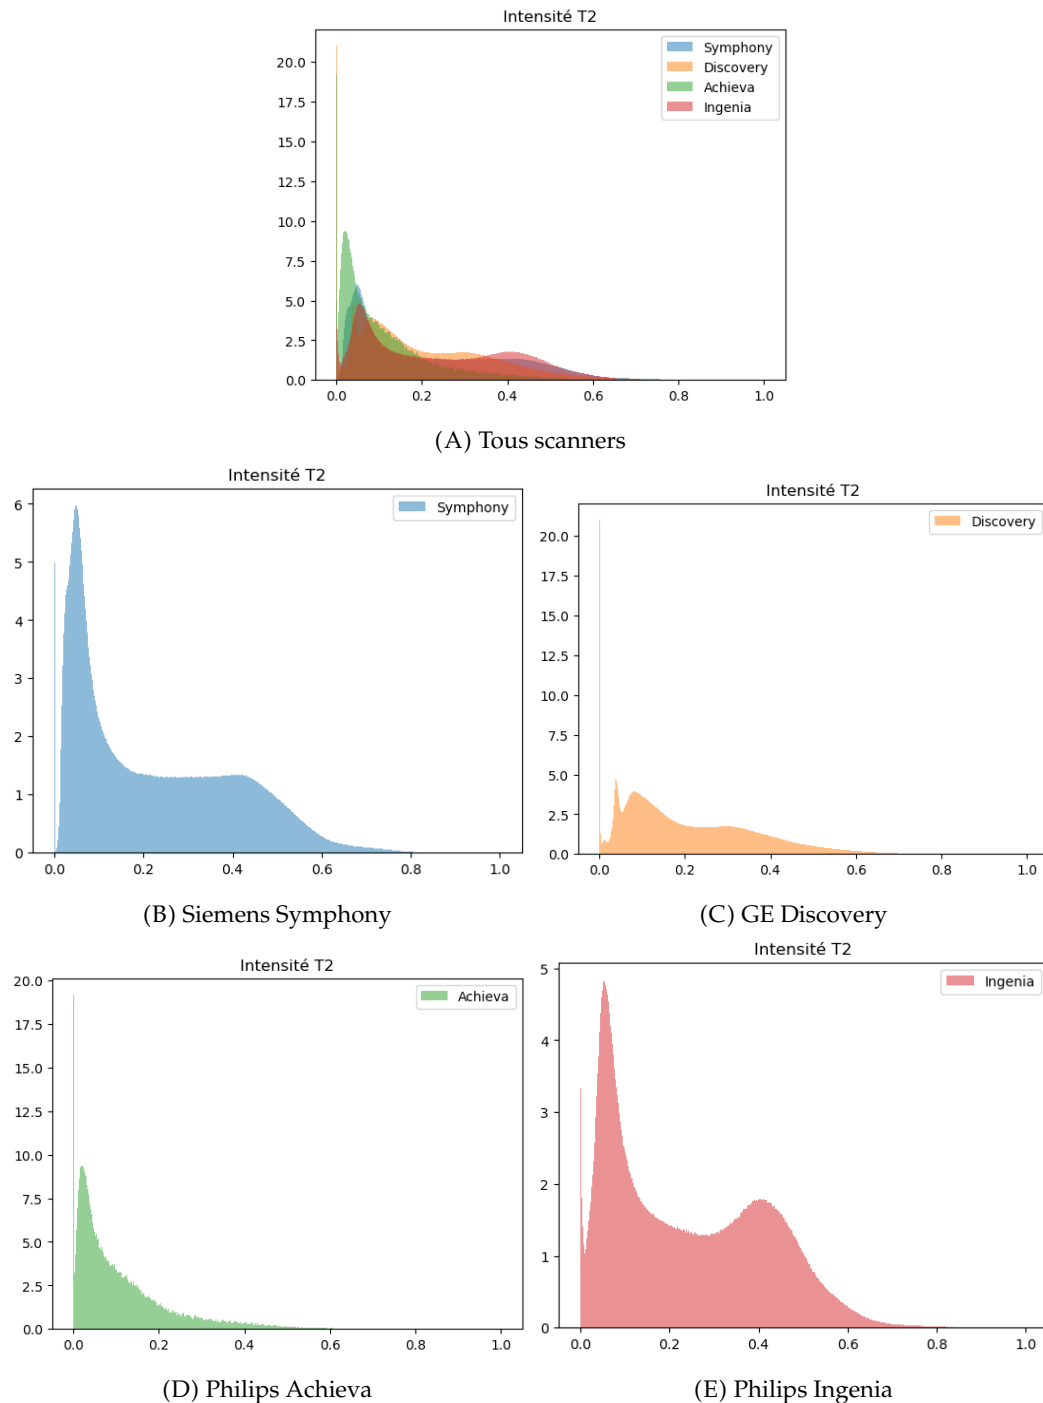 Intensité T2
Symphony
Discovery
Achieva
Ingenia
20.0
17.5
15.0
12.5
10.0
7.5
5.0
2.5
0.0
0.0 0.2 0.4 0.6 0.8 1.0
(A) Tous scanners
Intensité T2
Symphony
6
5
4
3
2
1
0
0.0 0.2 0.4 0.6 0.8 1.0
(B) Siemens Symphony
Intensité T2
Discovery
20.0
17.5
15.0
12.5
10.0
7.5
5.0
2.5
0.0
0.0 0.2 0.4 0.6 0.8 1.0
(C) GE Discovery
Intensité T2
Achieva
20.0
17.5
15.0
12.5
10.0
7.5
5.0
2.5
0.0
0.0 0.2 0.4 0.6 0.8 1.0
(D) Philips Achieva
Intensité T2
Ingenia
5
4
3
2
1
0
0.0 0.2 0.4 0.6 0.8 1.0
(E) Philips Ingenia